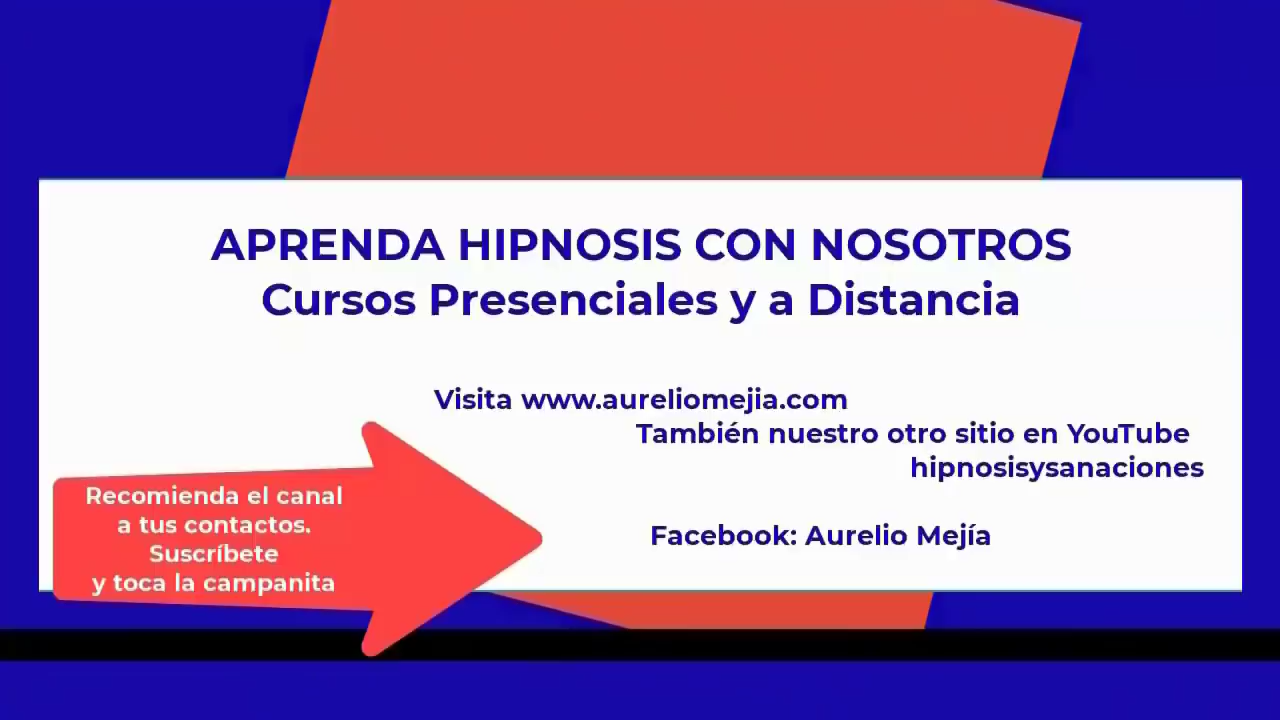 APRENDA HIPNOSIS CON NOSOTROS
Cursos Presenciales y a Distancia
Visita www.aureliomejia.com
También nuestro otro sitio en YouTube
hipnosisysanaciones
Facebook: Aurelio Mejía
Recomienda el canal
a tus contactos.
Suscríbete
y toca la campanita